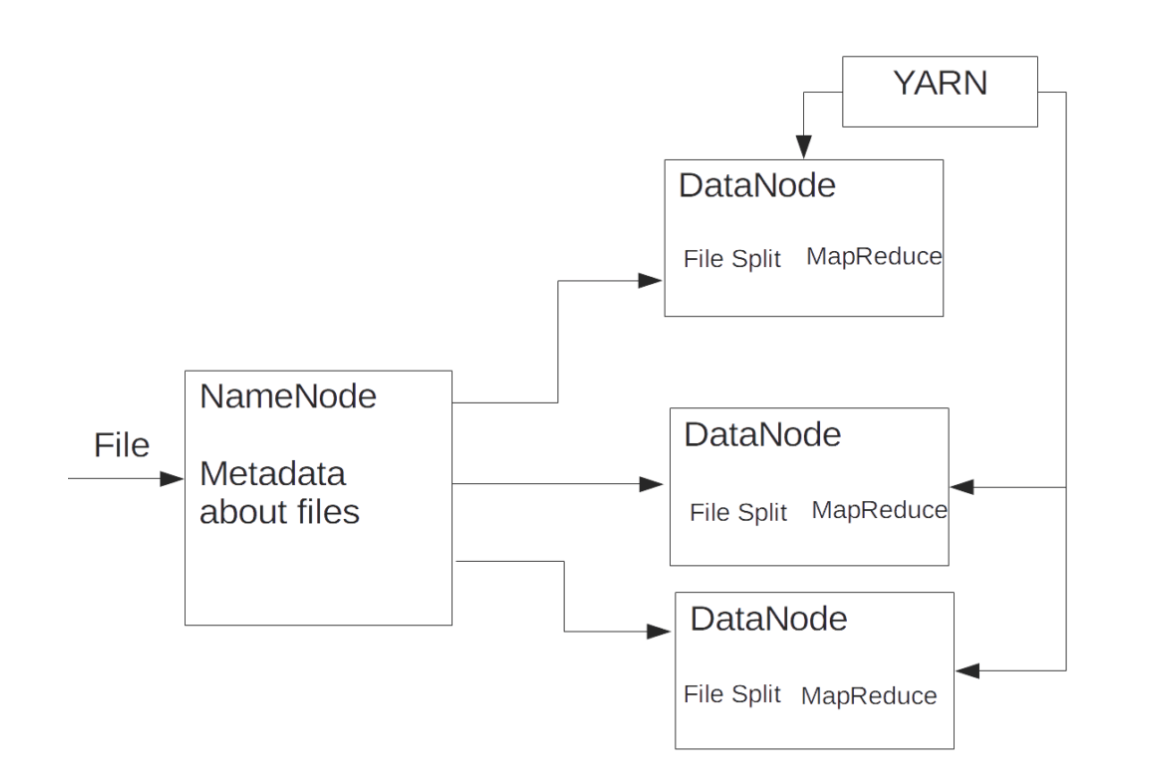 YARN
DataNode
File Split MapReduce
File
NameNode
Metadata
about files
DataNode
File Split MapReduce
DataNode
File Split MapReduce